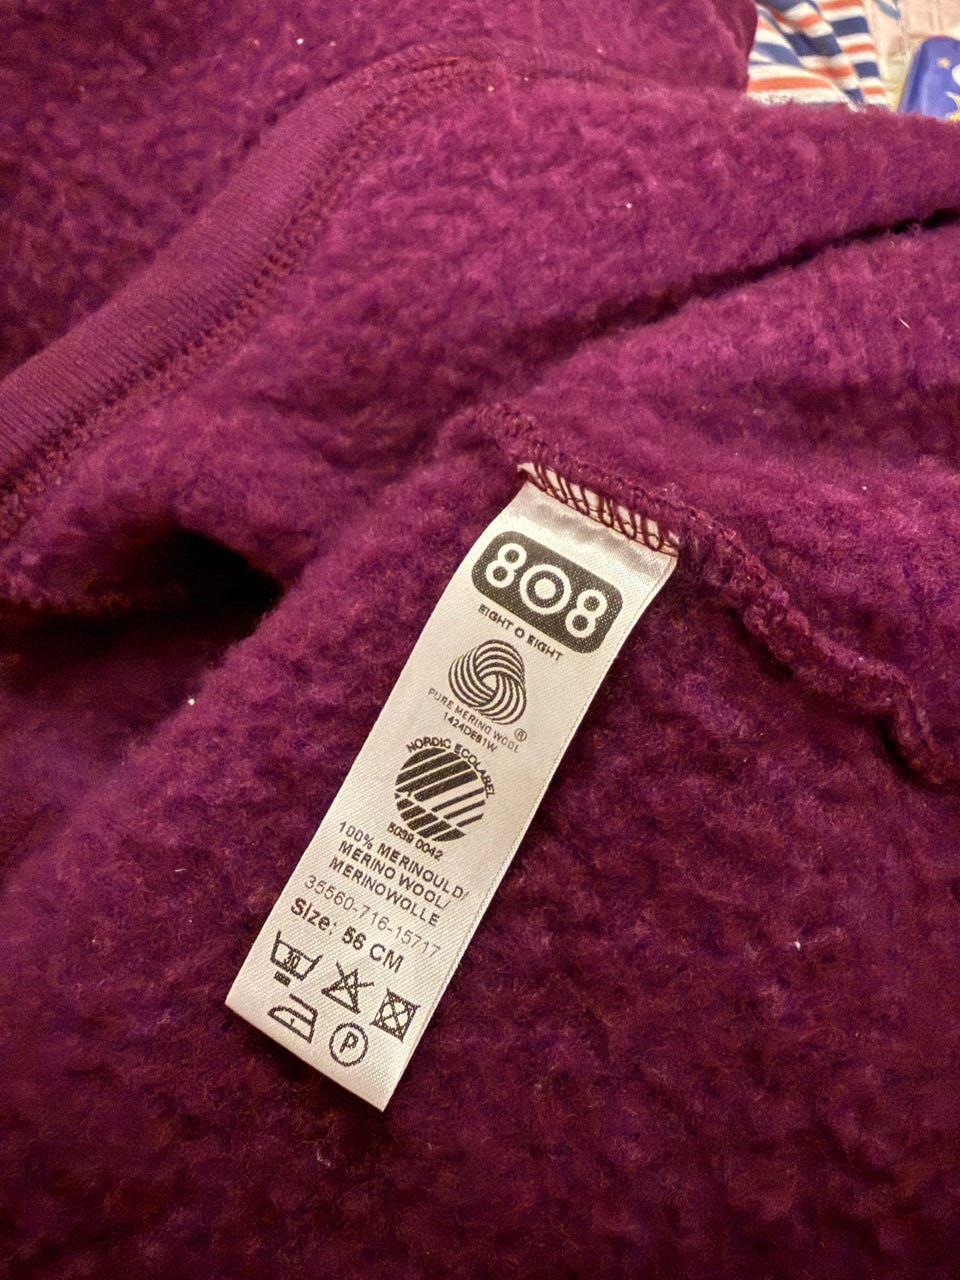 808
EIGHT O EIGHT
PURE MERINO WOOL ®
1424DE81W
NORDIC ECOLABEL
5039 0042
100% MERINOULD/
MERINO WOOL/
MERINOWOLLE
35560-716-15717
Size: 56 CM
30
P